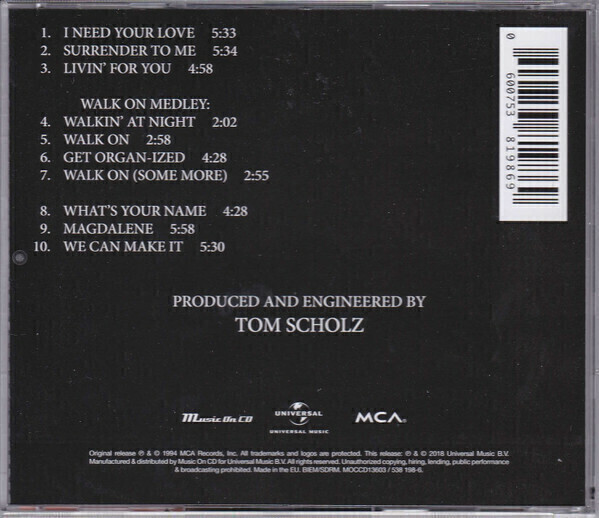 1. I NEED YOUR LOVE 5:33
2. SURRENDER TO ME 5:34
3. LIVIN' FOR YOU 4:58
WALK ON MEDLEY:
4. WALKIN' AT NIGHT 2:02
5. WALK ON 2:58
6. GET ORGAN-IZED 4:28
7. WALK ON (SOME MORE) 2:55
8. WHAT'S YOUR NAME 4:28
9. MAGDALENE 5:58
10. WE CAN MAKE IT 5:30
0 600753 819869
PRODUCED AND ENGINEERED BY
TOM SCHOLZ
Music On CD
UNIVERSAL
UNIVERSAL MUSIC
MCA
Original release ℗ & © 1994 MCA Records, Inc. All trademarks and logos are protected. This release: ℗ & © 2018 Universal Music B.V.
Manufactured & distributed by Music On CD for Universal Music B.V. All rights reserved. Unauthorized copying, hiring, lending, public performance
& broadcasting prohibited. Made in the EU. BIEM/SDRM. MOCCD13603 / 538 198-6.